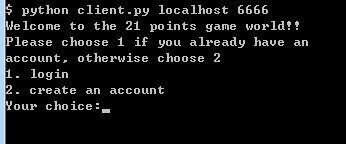 $ python client.py localhost 6666
Welcome to the 21 points game world!!
Please choose 1 if you already have an
account, otherwise choose 2
1. login
2. create an account
Your choice:_